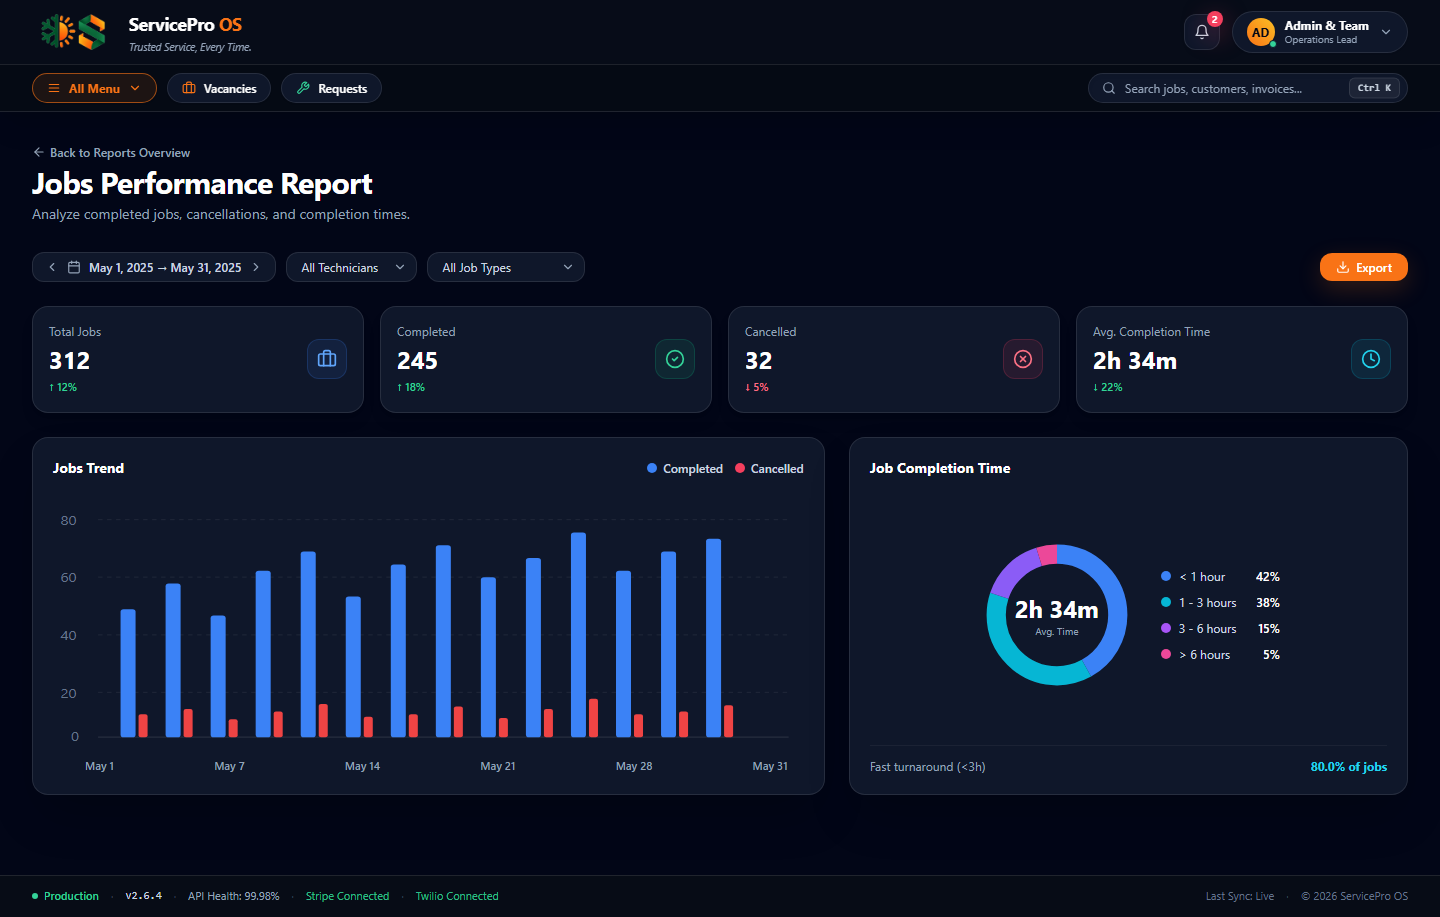 ServicePro OS
Trusted Service, Every Time.
2
AD
Admin & Team
Operations Lead
All Menu
Vacancies
Requests
Search jobs, customers, invoices...
Ctrl K
← Back to Reports Overview
Jobs Performance Report
Analyze completed jobs, cancellations, and completion times.
May 1, 2025 → May 31, 2025
All Technicians
All Job Types
Export
Total Jobs
312
↑ 12%
Completed
245
↑ 18%
Cancelled
32
↓ 5%
Avg. Completion Time
2h 34m
↓ 22%
Jobs Trend
Completed
Cancelled
80
60
40
20
0
May 1
May 7
May 14
May 21
May 28
May 31
Job Completion Time
2h 34m
Avg. Time
< 1 hour 42%
1 - 3 hours 38%
3 - 6 hours 15%
> 6 hours 5%
Fast turnaround (<3h)
80.0% of jobs
Production · v2.6.4 · API Health: 99.98% · Stripe Connected · Twilio Connected
Last Sync: Live · © 2026 ServicePro OS